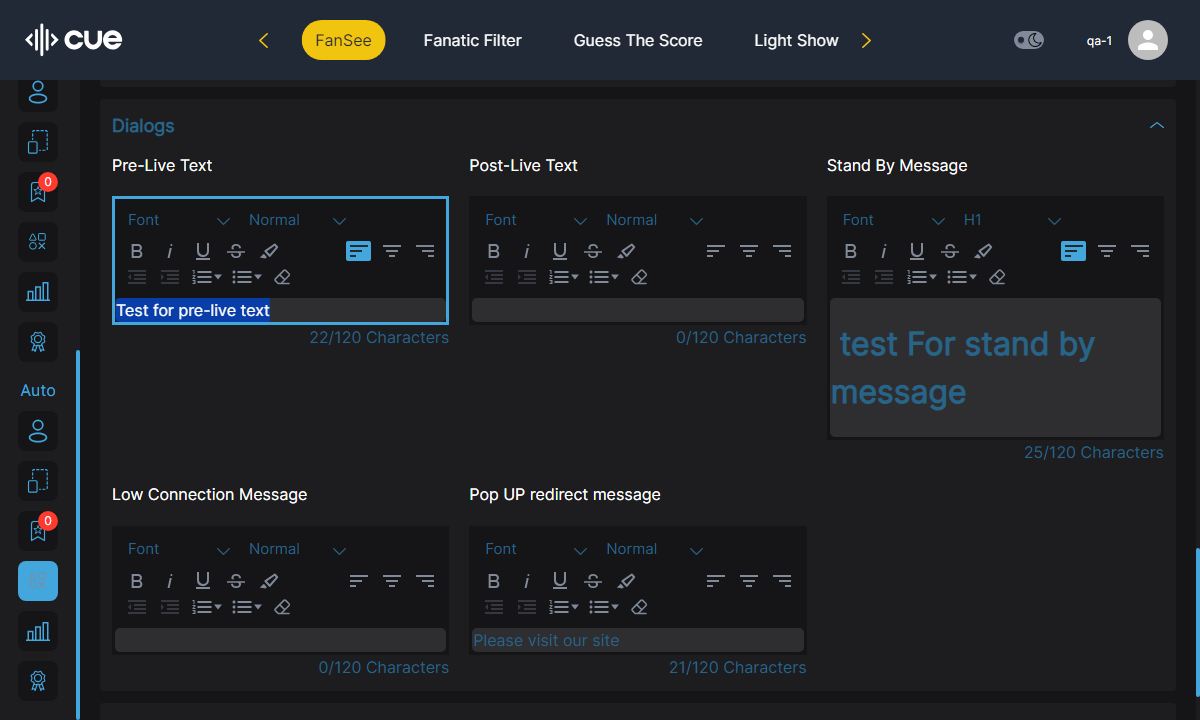 cue
FanSee
Fanatic Filter
Guess The Score
Light Show
qa-1
0
Auto
0
Dialogs
Pre-Live Text
Post-Live Text
Stand By Message
Font
Normal
Font
Normal
Font
H1
Test for pre-live text
test For stand by
message
22/120 Characters
0/120 Characters
25/120 Characters
Low Connection Message
Pop UP redirect message
Font
Normal
Font
Normal
Please visit our site
0/120 Characters
21/120 Characters